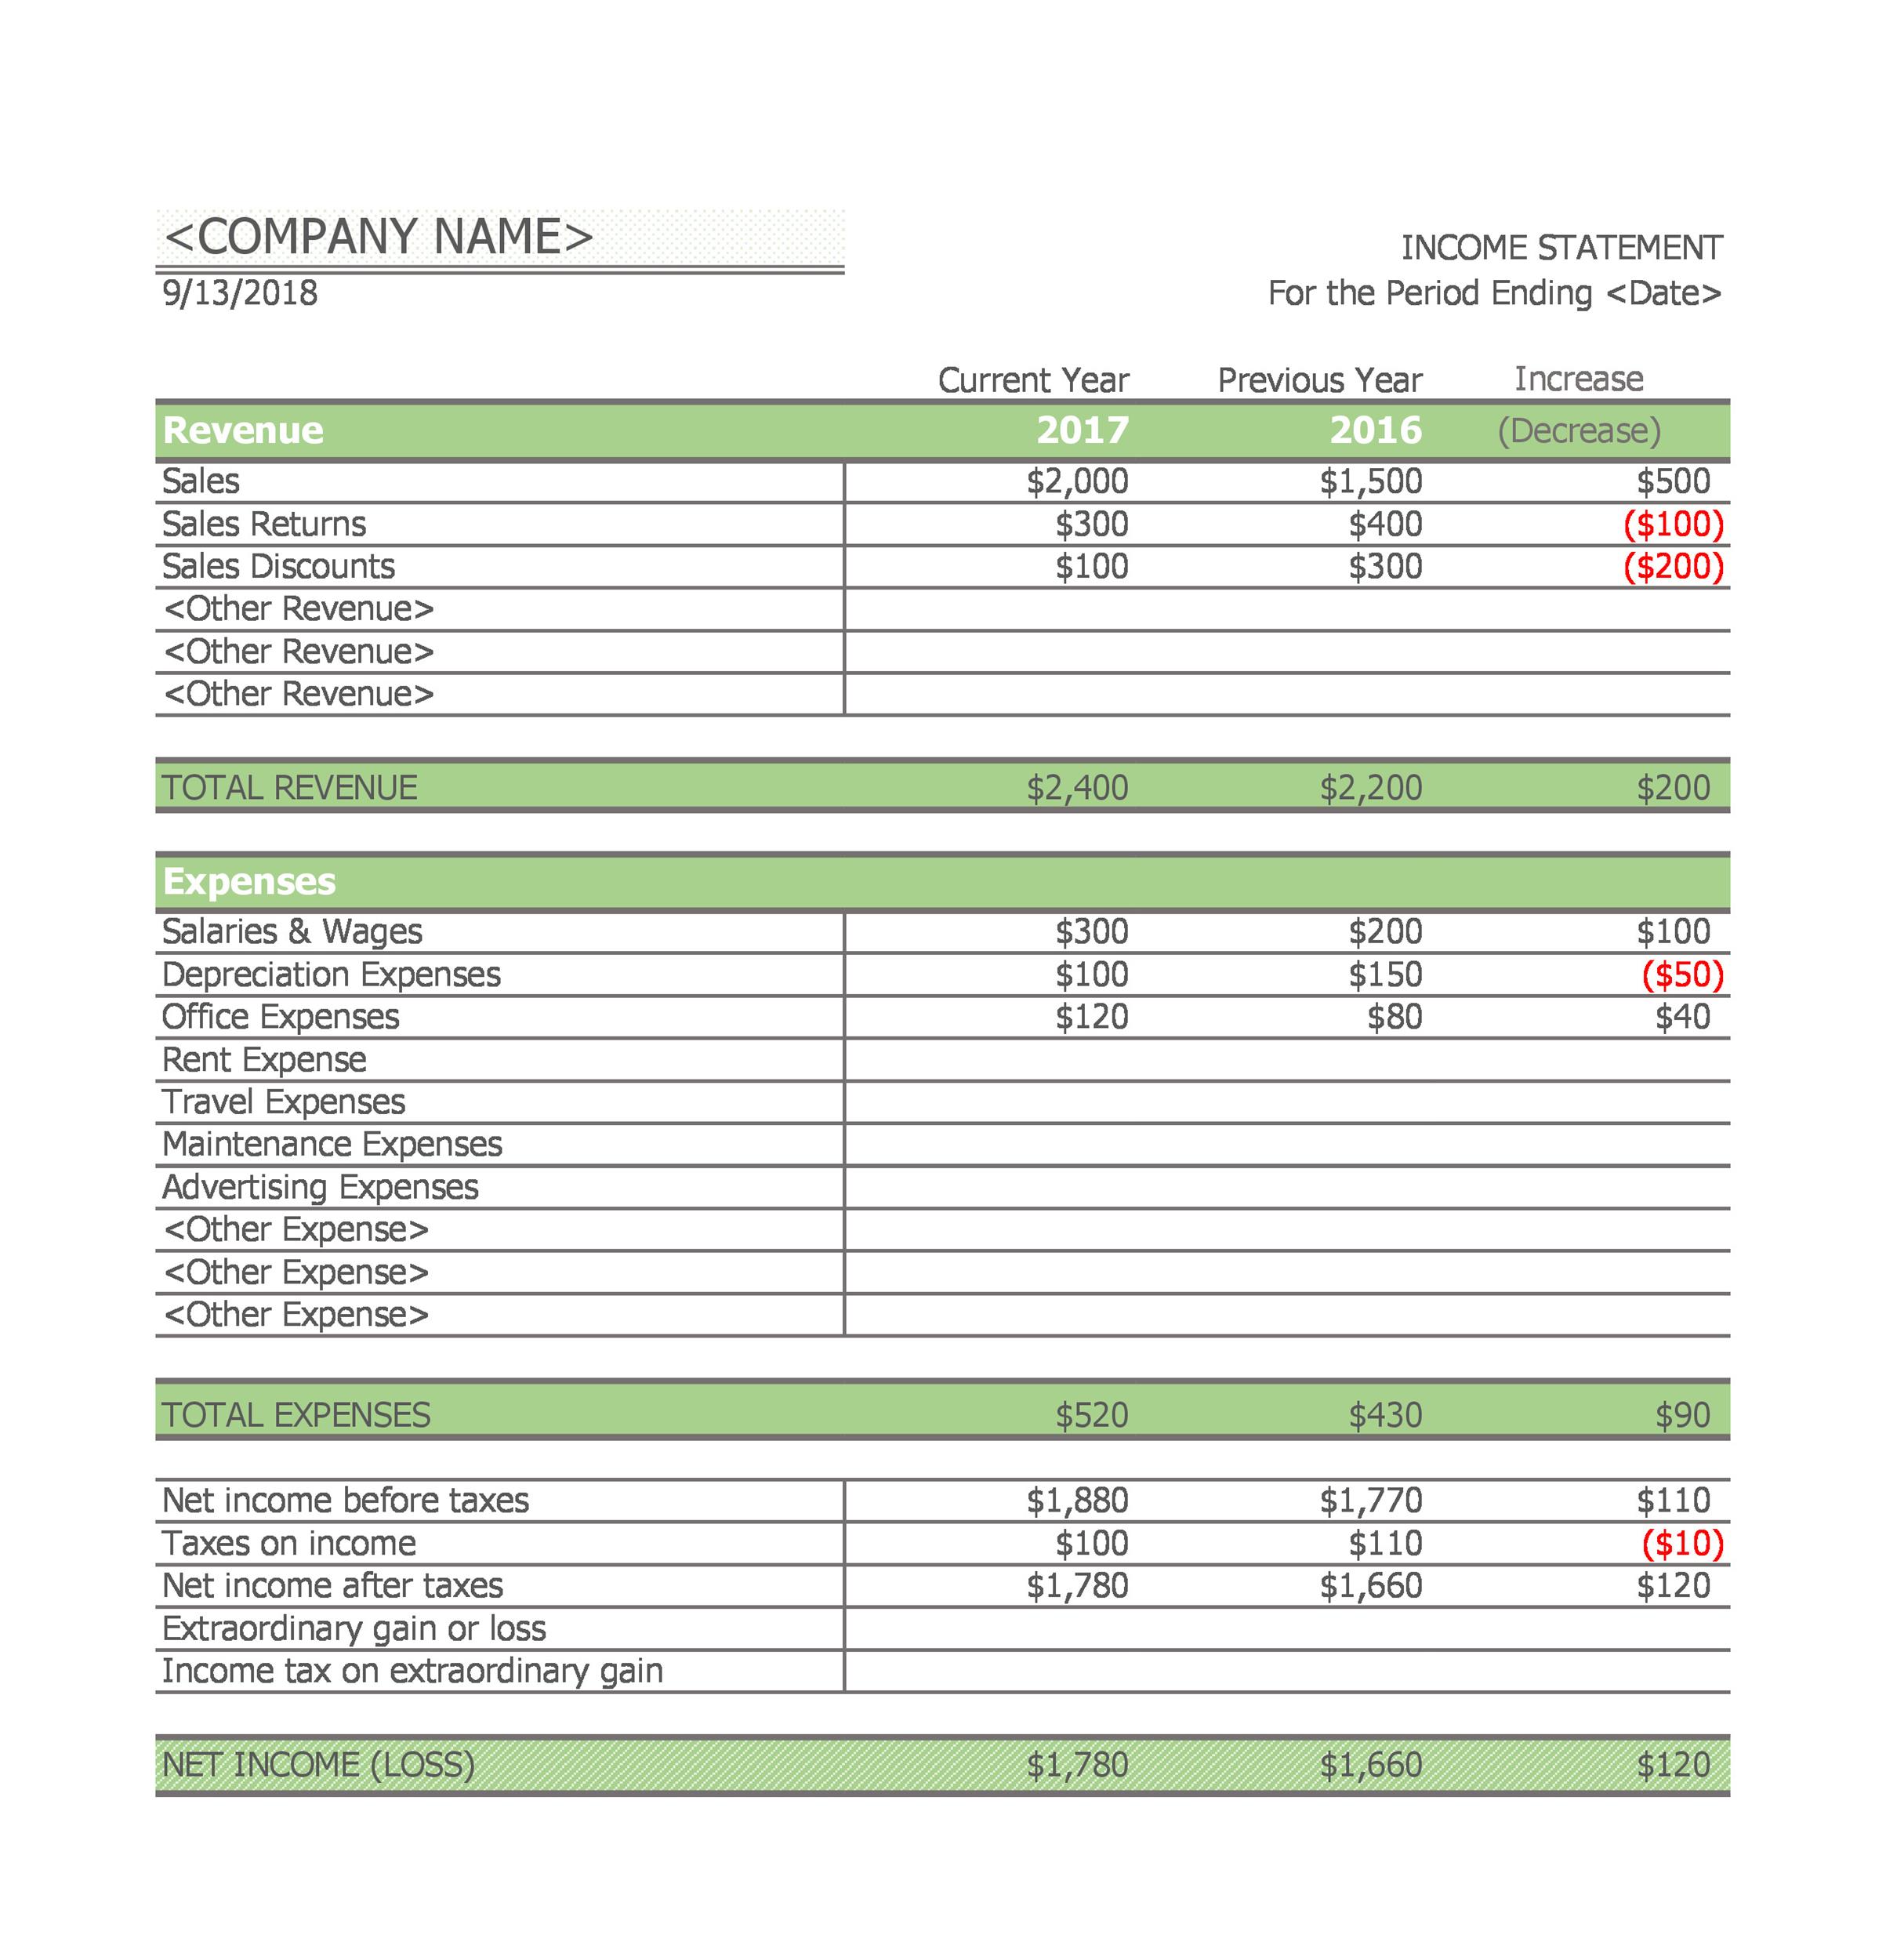 <COMPANY NAME>
INCOME STATEMENT
9/13/2018 For the Period Ending <Date>
Current Year Previous Year Increase
Revenue 2017 2016 (Decrease)
Sales $2,000 $1,500 $500
Sales Returns $300 $400 ($100)
Sales Discounts $100 $300 ($200)
<Other Revenue>
<Other Revenue>
<Other Revenue>
TOTAL REVENUE $2,400 $2,200 $200
Expenses
Salaries & Wages $300 $200 $100
Depreciation Expenses $100 $150 ($50)
Office Expenses $120 $80 $40
Rent Expense
Travel Expenses
Maintenance Expenses
Advertising Expenses
<Other Expense>
<Other Expense>
<Other Expense>
TOTAL EXPENSES $520 $430 $90
Net income before taxes $1,880 $1,770 $110
Taxes on income $100 $110 ($10)
Net income after taxes $1,780 $1,660 $120
Extraordinary gain or loss
Income tax on extraordinary gain
NET INCOME (LOSS) $1,780 $1,660 $120